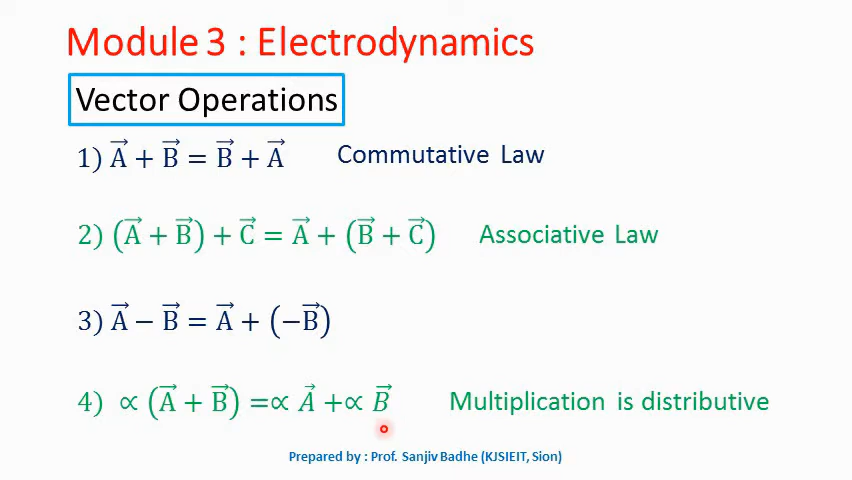 Module 3 : Electrodynamics
Vector Operations
1) A⃗ + B⃗ = B⃗ + A⃗ Commutative Law
2) (A⃗ + B⃗) + C⃗ = A⃗ + (B⃗ + C⃗) Associative Law
3) A⃗ − B⃗ = A⃗ + (−B⃗)
4) ∝ (A⃗ + B⃗) =∝ A⃗ +∝ B⃗ Multiplication is distributive
Prepared by : Prof. Sanjiv Badhe (KJSIEIT, Sion)